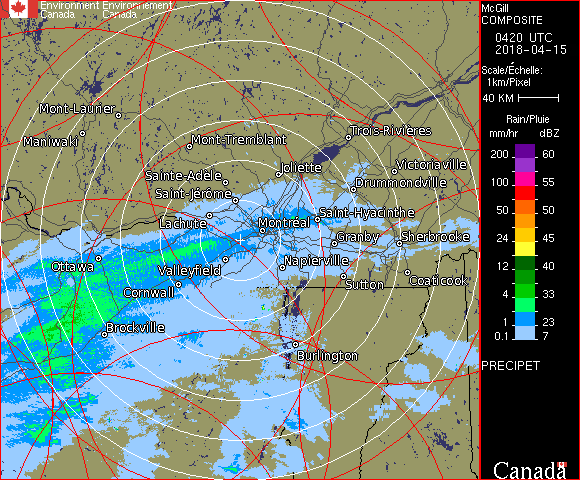 Environment Environnement
Canada Canada
McGill
COMPOSITE
0420 UTC
2018-04-15
Scale/Échelle:
1km/Pixel
40 KM
Rain/Pluie
mm/hr dBZ
200 60
100 55
50 50
24 45
12 40
4 33
1 23
0.1 7
PRECIPET
Canada
Mont-Laurier
Maniwaki
Mont-Tremblant
Trois-Rivières
Joliette
Victoriaville
Sainte-Adèle
Drummondville
Saint-Jérôme
Saint-Hyacinthe
Lachute
Montréal
Granby
Sherbrooke
Ottawa
Valleyfield
Napierville
Cornwall
Sutton
Coaticook
Brockville
Burlington